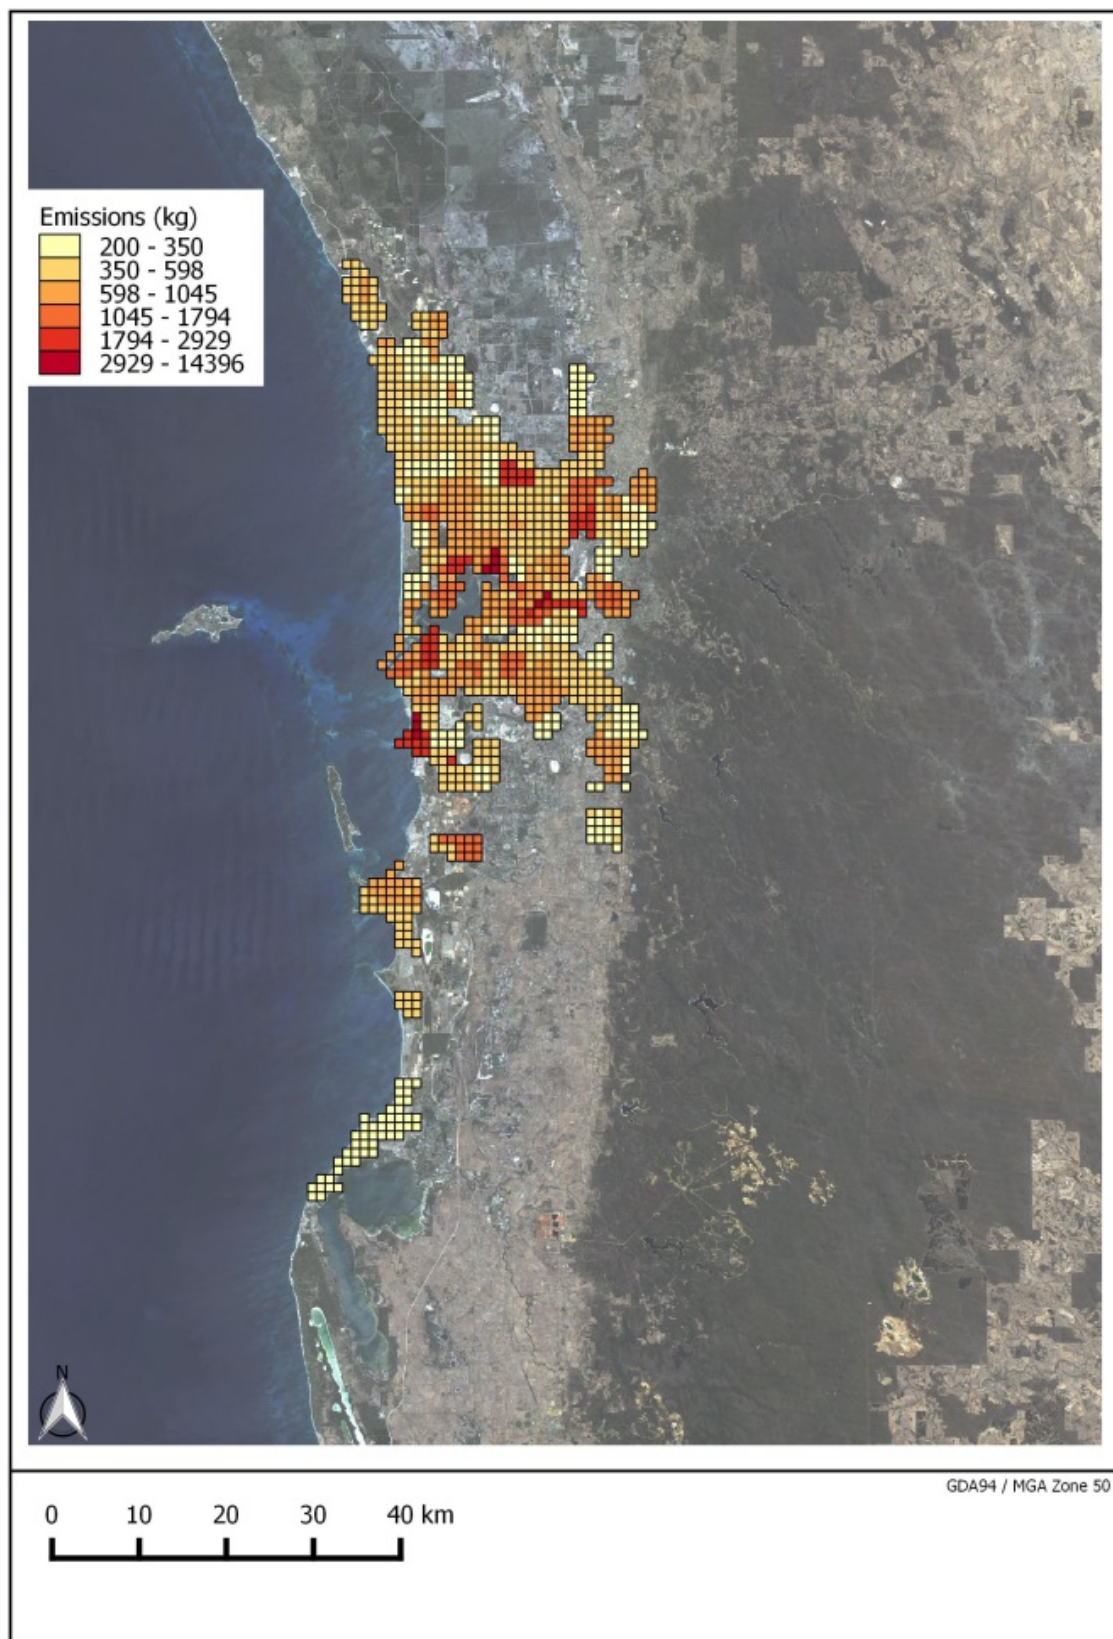 Emissions (kg)
200 - 350
350 - 598
598 - 1045
1045 - 1794
1794 - 2929
2929 - 14396
N
GDA94 / MGA Zone 50
0 10 20 30 40 km